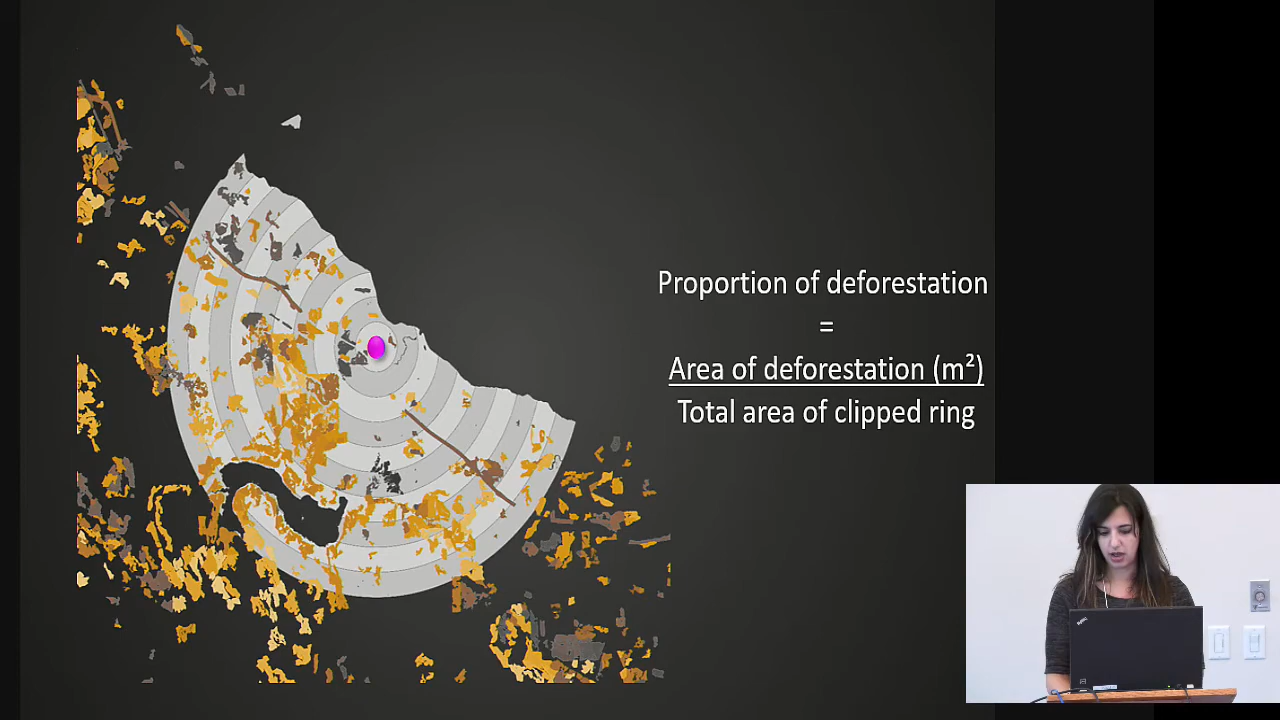 Proportion of deforestation
=
Area of deforestation (m²)
Total area of clipped ring